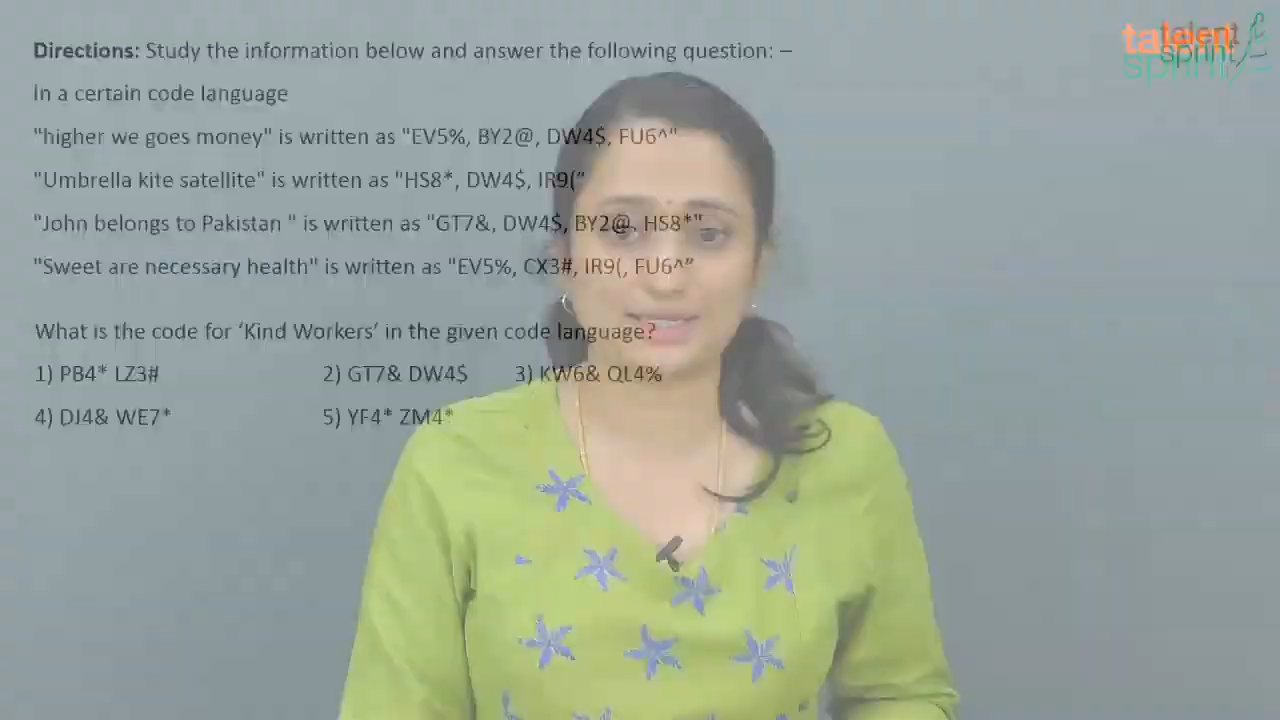 talent
sprint
Directions: Study the information below and answer the following question: –
In a certain code language
"higher we goes money" is written as "EV5%, BY2@, DW4$, FU6^"
"Umbrella kite satellite" is written as "HS8*, DW4$, IR9("
"John belongs to Pakistan " is written as "GT7&, DW4$, BY2@, HS8*"
"Sweet are necessary health" is written as "EV5%, CX3#, IR9(, FU6^”
What is the code for ‘Kind Workers’ in the given code language?
1) PB4* LZ3# 2) GT7& DW4$ 3) KW6& QL4%
4) DJ4& WE7* 5) YF4* ZM4*